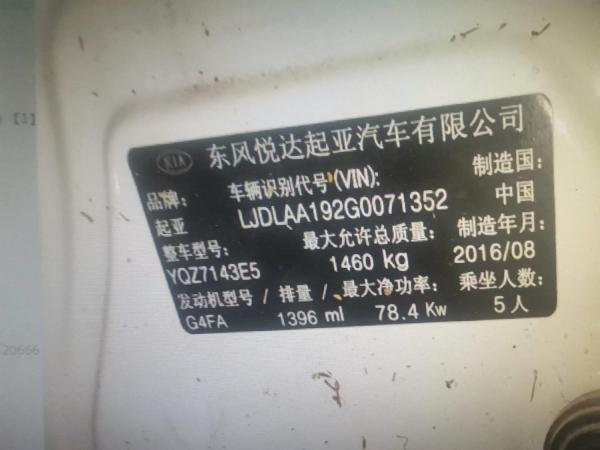 [1]
KIA 东风悦达起亚汽车有限公司
品牌: 车辆识别代号(VIN): 制造国:
起亚 LJDLAA192G0071352 中国
整车型号: 最大允许总质量: 制造年月:
YQZ7143E5 1460 kg 2016/08
发动机型号 / 排量 / 最大净功率: 乘坐人数:
G4FA 1396 ml 78.4 Kw 5人
20666